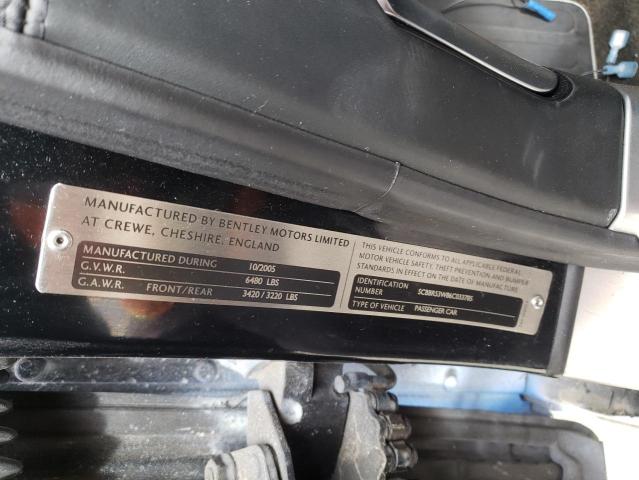 MANUFACTURED BY BENTLEY MOTORS LIMITED
AT CREWE, CHESHIRE, ENGLAND
MANUFACTURED DURING 10/2005
G.V.W.R. 6480 LBS
G.A.W.R. FRONT/REAR 3420 / 3220 LBS
THIS VEHICLE CONFORMS TO ALL APPLICABLE FEDERAL
MOTOR VEHICLE SAFETY, THEFT PREVENTION AND BUMPER
STANDARDS IN EFFECT ON THE DATE OF MANUFACTURE
IDENTIFICATION
NUMBER SCBBR53W86C033785
TYPE OF VEHICLE PASSENGER CAR